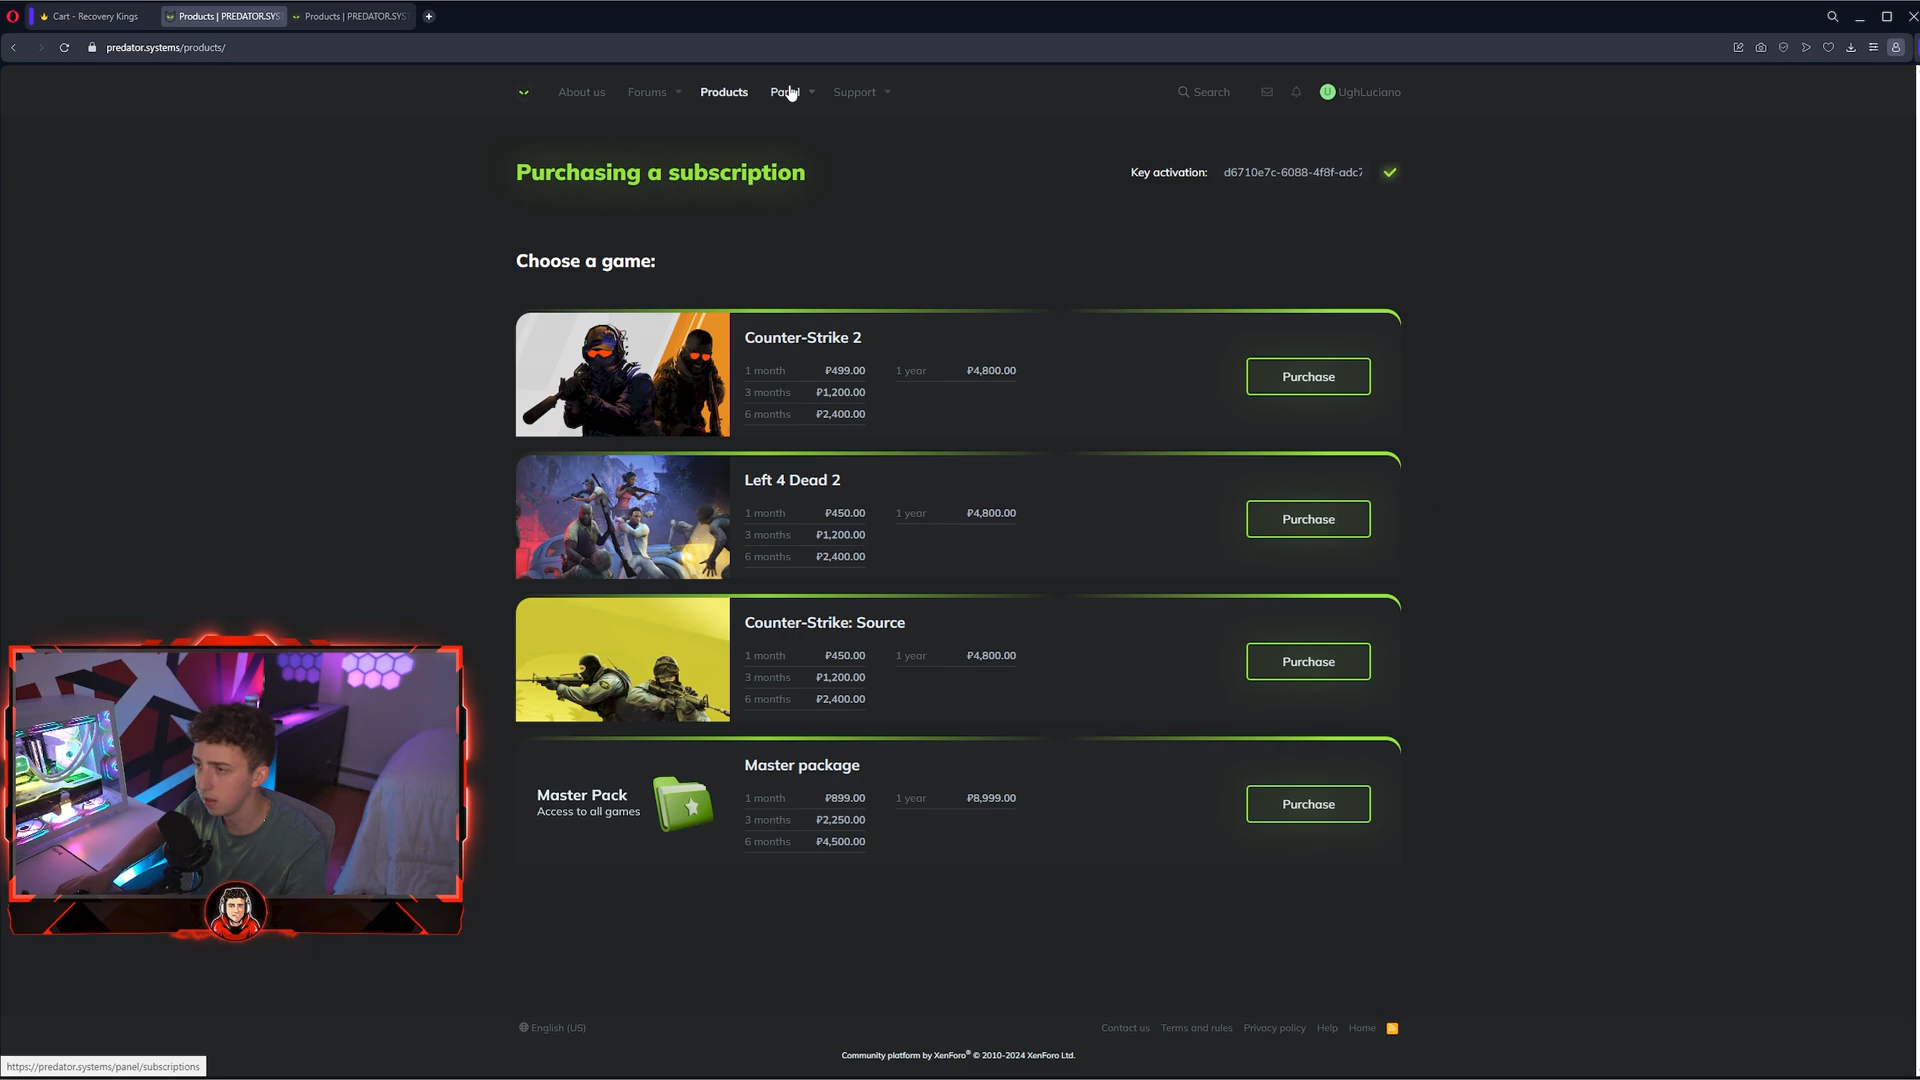 Cart - Recovery Kings
Products | PREDATOR.SYS
Products | PREDATOR.SYST
predator.systems/products/
About us
Forums
Products
Panel
Support
Search
U
UghLuciano
Purchasing a subscription
Key activation:
d6710e7c-6088-4f8f-adc7
Choose a game:
Counter-Strike 2
1 month ₽499.00
1 year ₽4,800.00
3 months ₽1,200.00
6 months ₽2,400.00
Purchase
Left 4 Dead 2
1 month ₽450.00
1 year ₽4,800.00
3 months ₽1,200.00
6 months ₽2,400.00
Purchase
Counter-Strike: Source
1 month ₽450.00
1 year ₽4,800.00
3 months ₽1,200.00
6 months ₽2,400.00
Purchase
Master Pack
Access to all games
Master package
1 month ₽899.00
1 year ₽8,999.00
3 months ₽2,250.00
6 months ₽4,500.00
Purchase
English (US)
Contact us
Terms and rules
Privacy policy
Help
Home
Community platform by XenForo® © 2010-2024 XenForo Ltd.
https://predator.systems/panel/subscriptions